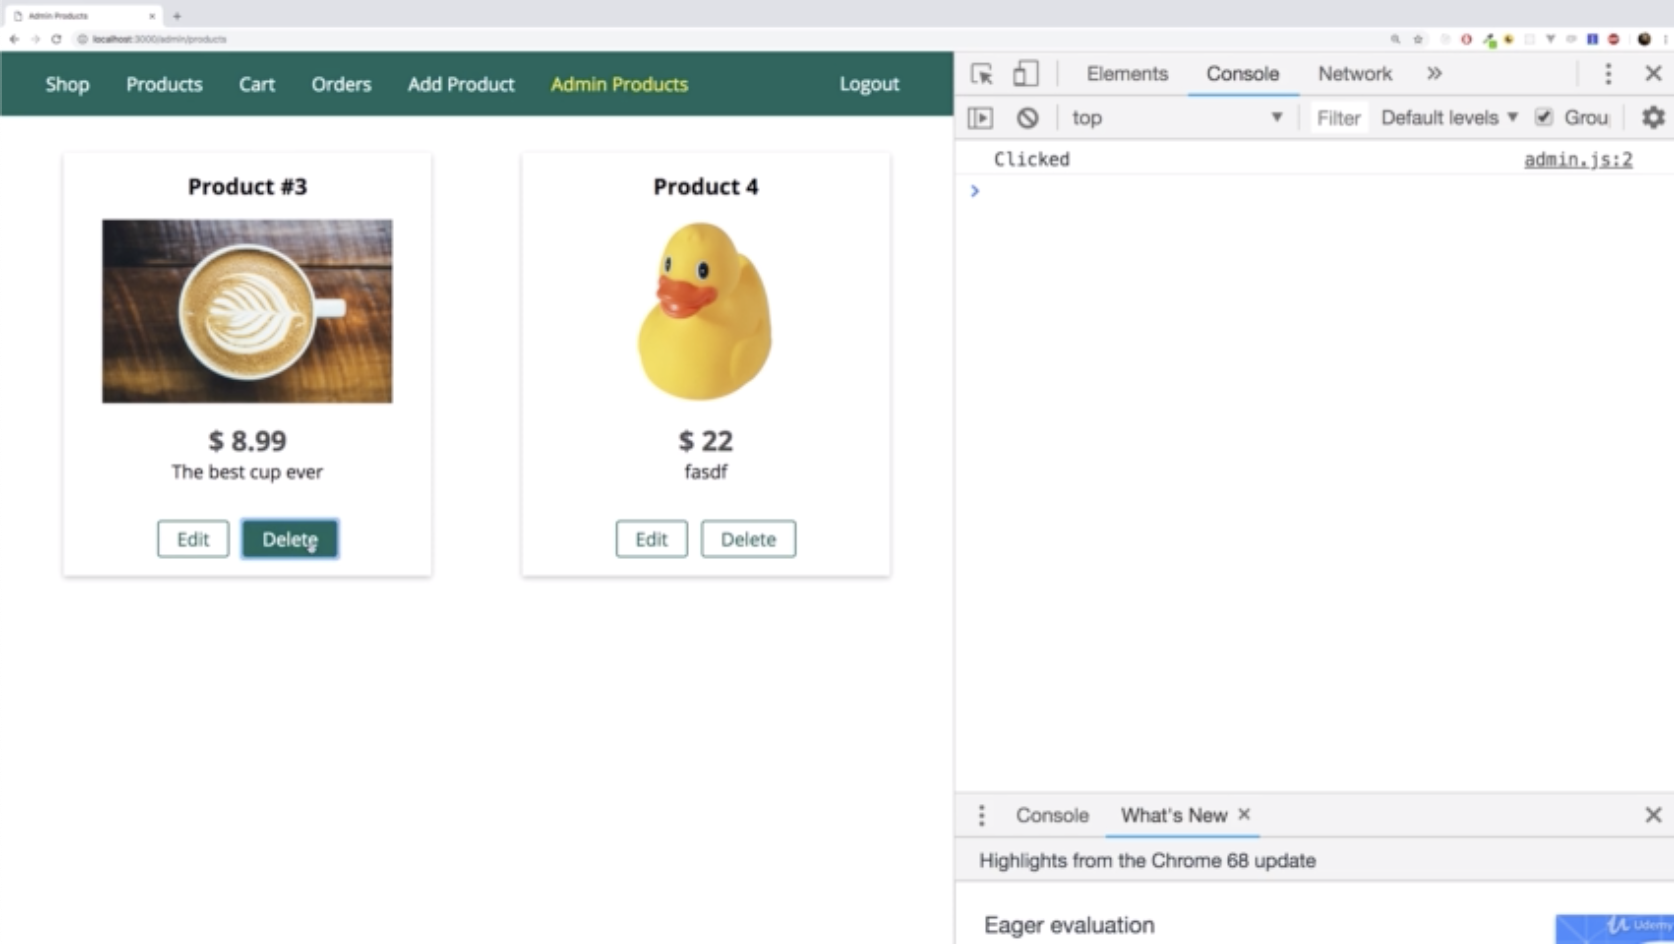 Admin Products
localhost:3000/admin/products
Shop Products Cart Orders Add Product Admin Products Logout
Elements Console Network
top Filter Default levels Grou
Clicked admin.js:2
Product #3
$ 8.99
The best cup ever
Edit Delete
Product 4
$ 22
fasdf
Edit Delete
Console What's New
Highlights from the Chrome 68 update
Eager evaluation
Udemy